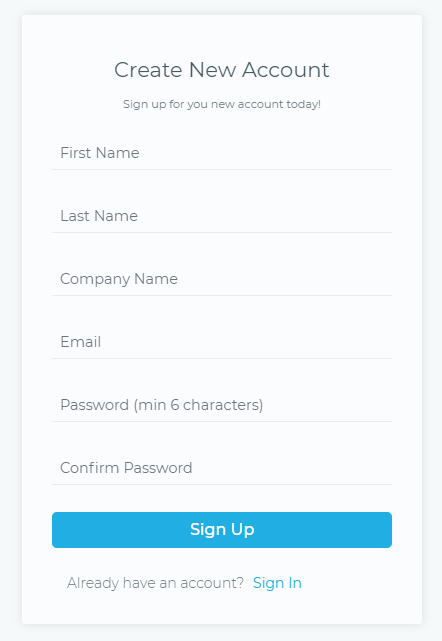 Create New Account
Sign up for you new account today!
First Name
Last Name
Company Name
Email
Password (min 6 characters)
Confirm Password
Sign Up
Already have an account? Sign In